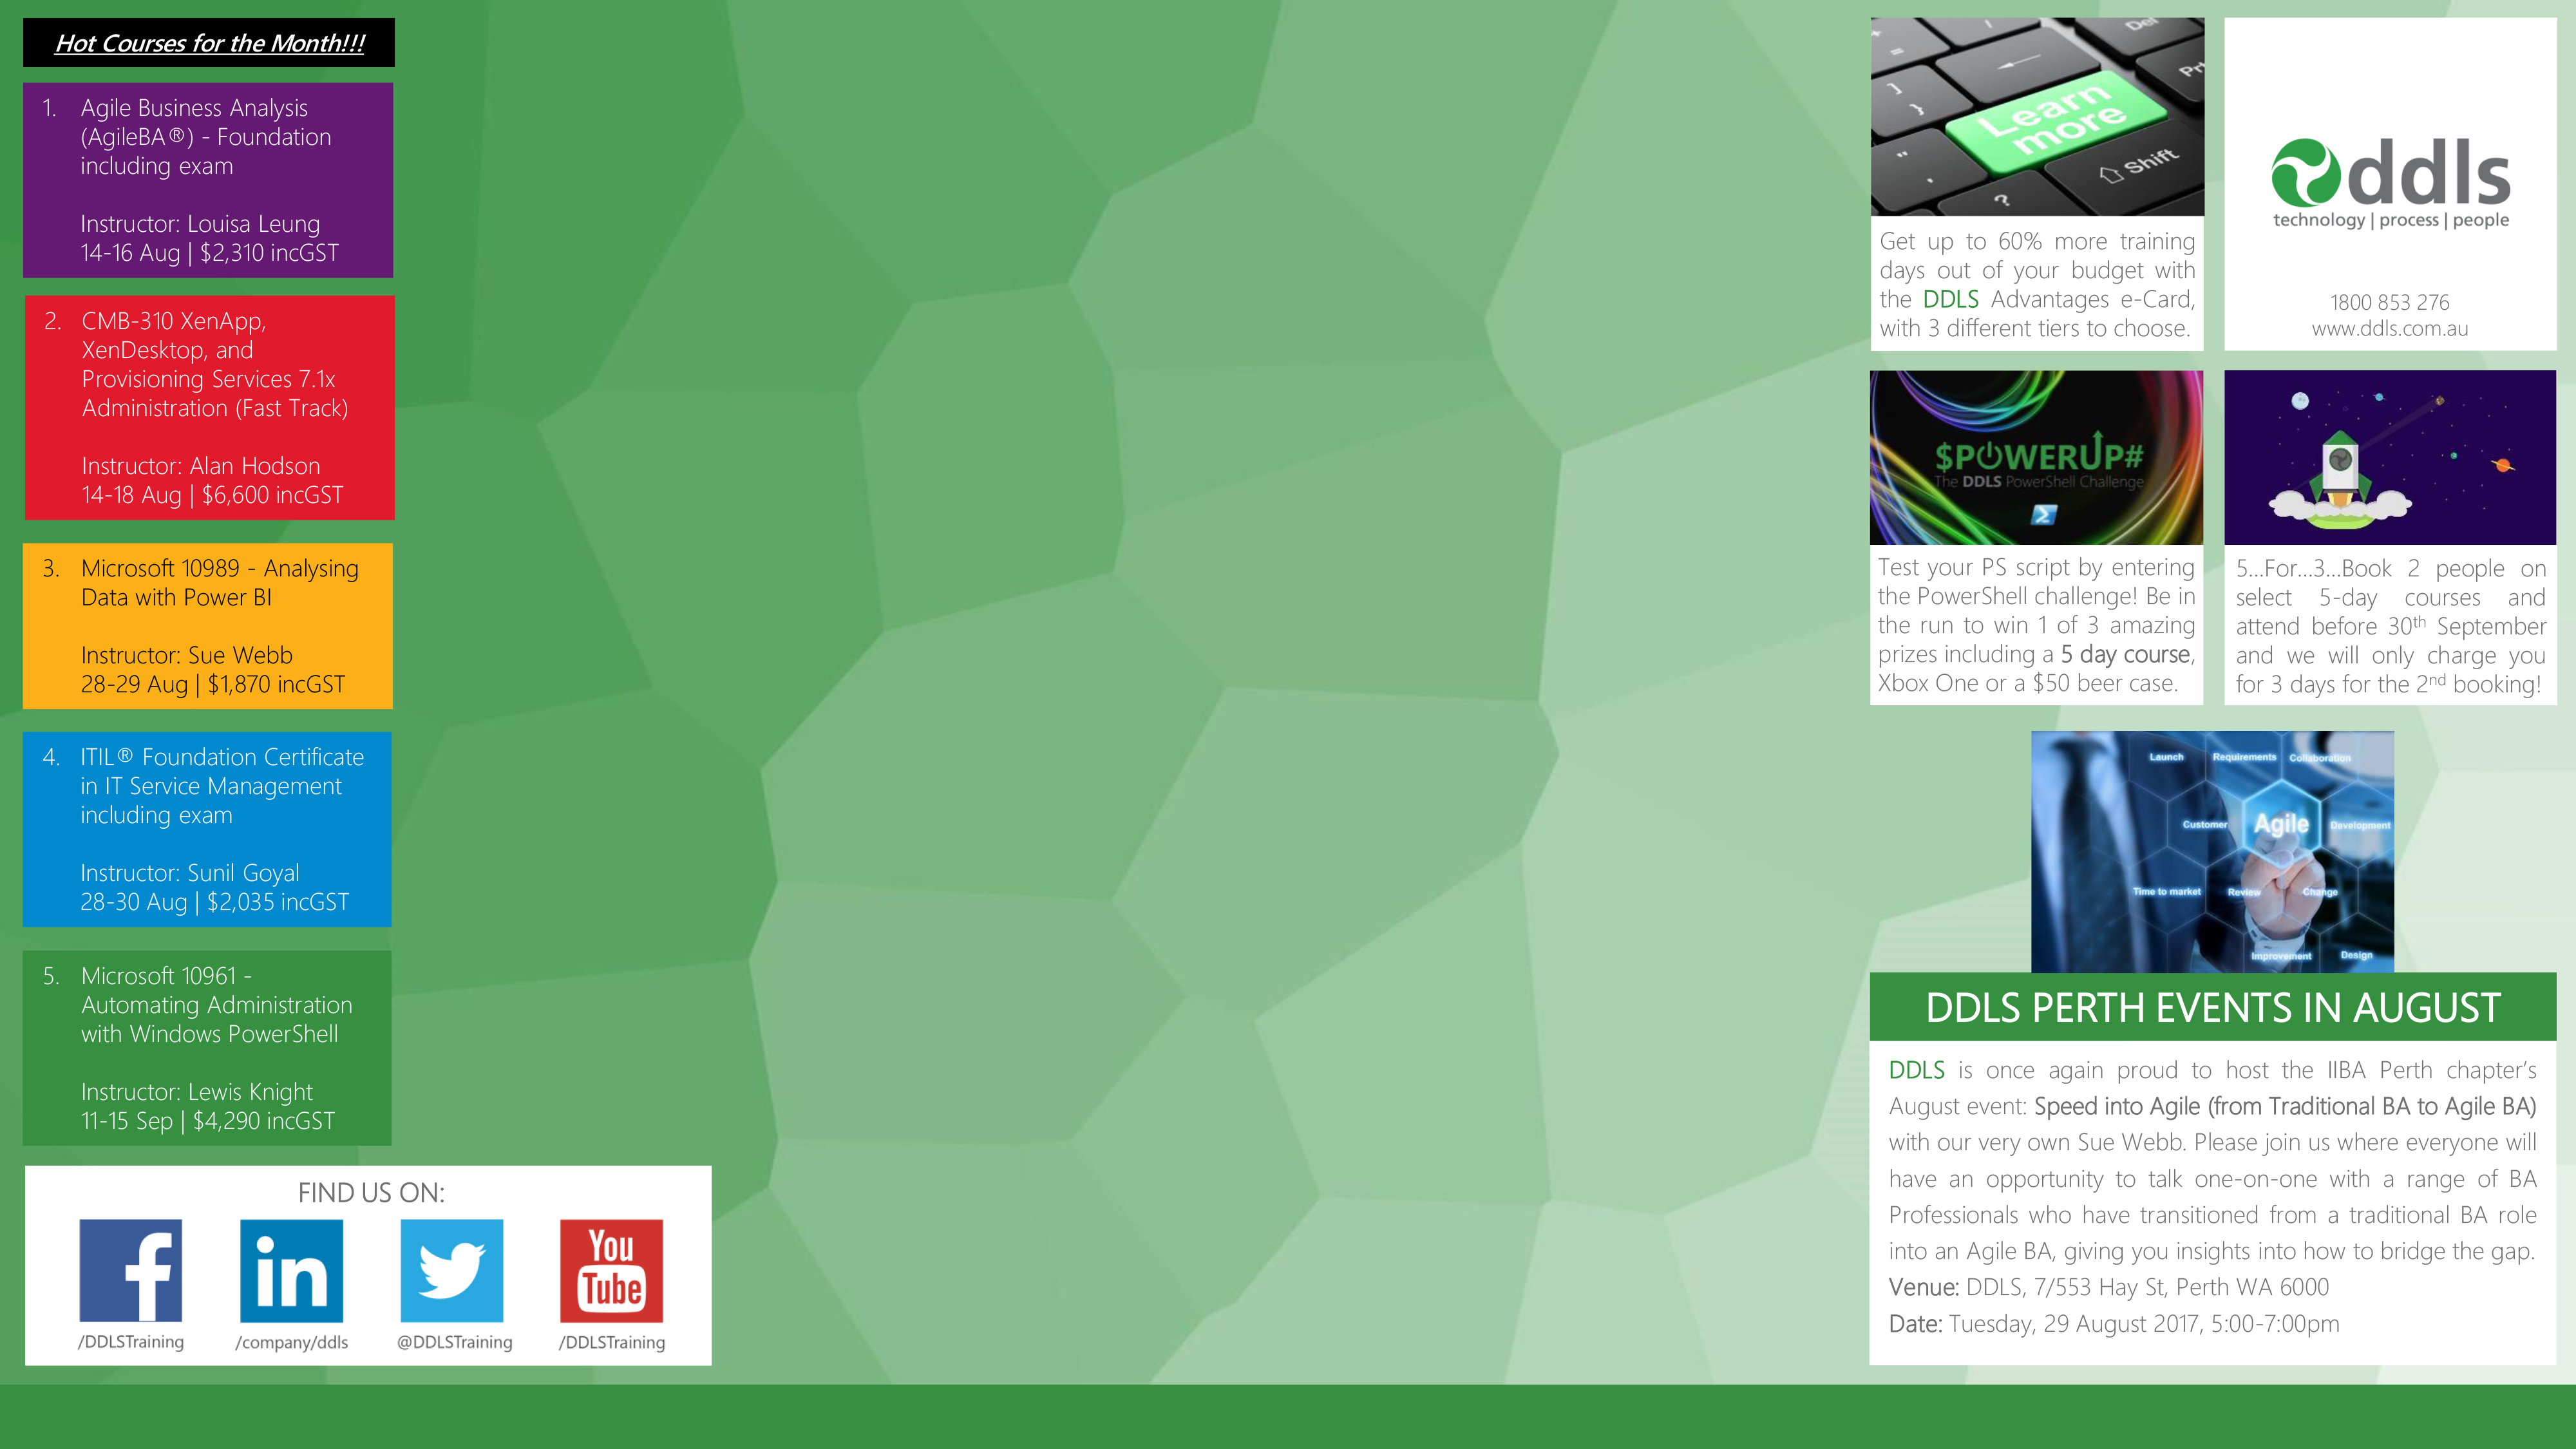 Hot Courses for the Month!!!
1. Agile Business Analysis
(AgileBA®) - Foundation
including exam
Instructor: Louisa Leung
14-16 Aug | $2,310 incGST
2. CMB-310 XenApp,
XenDesktop, and
Provisioning Services 7.1x
Administration (Fast Track)
Instructor: Alan Hodson
14-18 Aug | $6,600 incGST
3. Microsoft 10989 - Analysing
Data with Power BI
Instructor: Sue Webb
28-29 Aug | $1,870 incGST
4. ITIL® Foundation Certificate
in IT Service Management
including exam
Instructor: Sunil Goyal
28-30 Aug | $2,035 incGST
5. Microsoft 10961 -
Automating Administration
with Windows PowerShell
Instructor: Lewis Knight
11-15 Sep | $4,290 incGST
FIND US ON:
f
in
You
Tube
/DDLSTraining
/company/ddls
@DDLSTraining
/DDLSTraining
Del
Learn
more
Shift
Get up to 60% more training
days out of your budget with
the DDLS Advantages e-Card,
with 3 different tiers to choose.
ddls
technology | process | people
1800 853 276
www.ddls.com.au
$POWERUP#
The DDLS PowerShell Challenge
Test your PS script by entering
the PowerShell challenge! Be in
the run to win 1 of 3 amazing
prizes including a 5 day course,
Xbox One or a $50 beer case.
5...For...3...Book 2 people on
select 5-day courses and
attend before 30th September
and we will only charge you
for 3 days for the 2nd booking!
Launch
Requirements
Collaboration
Customer
Agile
Development
Time to market
Review
Change
Improvement
Design
DDLS PERTH EVENTS IN AUGUST
DDLS is once again proud to host the IIBA Perth chapter's
August event: Speed into Agile (from Traditional BA to Agile BA)
with our very own Sue Webb. Please join us where everyone will
have an opportunity to talk one-on-one with a range of BA
Professionals who have transitioned from a traditional BA role
into an Agile BA, giving you insights into how to bridge the gap.
Venue: DDLS, 7/553 Hay St, Perth WA 6000
Date: Tuesday, 29 August 2017, 5:00-7:00pm